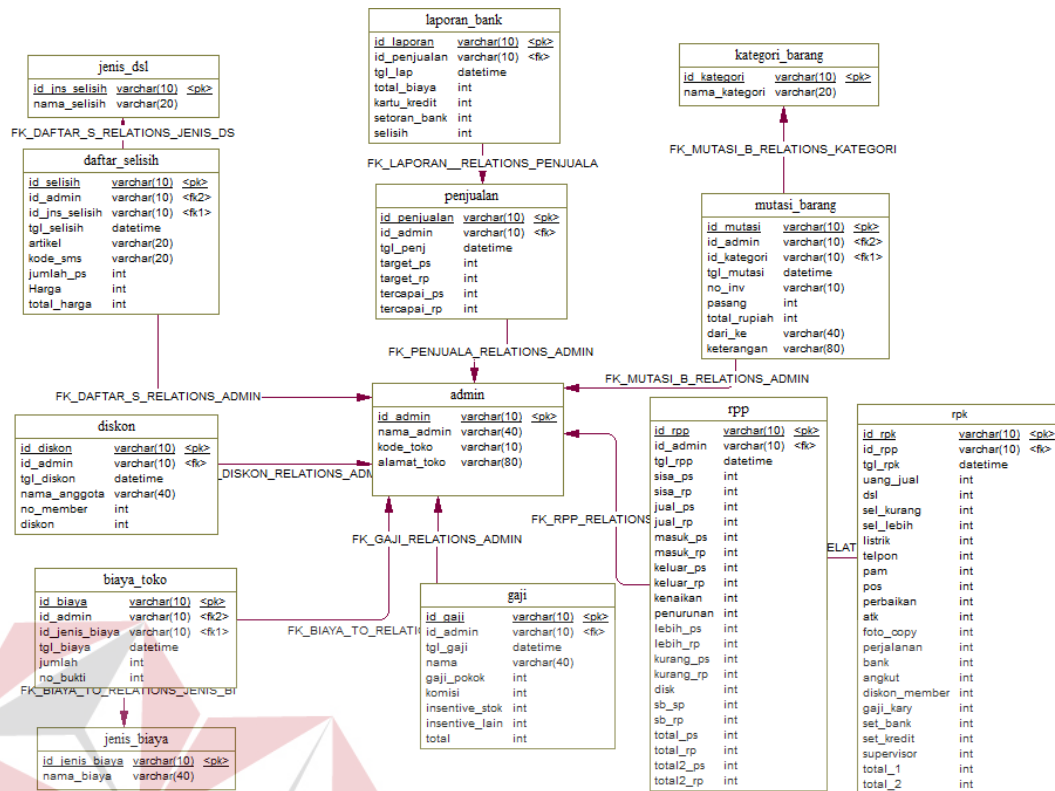 laporan_bank
id_laporan varchar(10) <pk>
id_penjualan varchar(10) <fk>
tgl_lap datetime
total_biaya int
kartu_kredit int
setoran_bank int
selisih int
jenis_dsl
id_jns_selisih varchar(10) <pk>
nama_selisih varchar(20)
kategori_barang
id_kategori varchar(10) <pk>
nama_kategori varchar(20)
FK_DAFTAR_S_RELATIONS_JENIS_DS
FK_LAPORAN__RELATIONS_PENJUALA
FK_MUTASI_B_RELATIONS_KATEGORI
daftar_selisih
id_selisih varchar(10) <pk>
id_admin varchar(10) <fk2>
id_jns_selisih varchar(10) <fk1>
tgl_selisih datetime
artikel varchar(20)
kode_sms varchar(20)
jumlah_ps int
Harga int
total_harga int
penjualan
id_penjualan varchar(10) <pk>
id_admin varchar(10) <fk>
tgl_penj datetime
target_ps int
target_rp int
tercapai_ps int
tercapai_rp int
mutasi_barang
id_mutasi varchar(10) <pk>
id_admin varchar(10) <fk2>
id_kategori varchar(10) <fk1>
tgl_mutasi datetime
no_inv varchar(10)
pasang int
total_rupiah int
dari_ke varchar(40)
keterangan varchar(80)
FK_PENJUALA_RELATIONS_ADMIN
FK_MUTASI_B_RELATIONS_ADMIN
FK_DAFTAR_S_RELATIONS_ADMIN
admin
id_admin varchar(10) <pk>
nama_admin varchar(40)
kode_toko varchar(10)
alamat_toko varchar(80)
diskon
id_diskon varchar(10) <pk>
id_admin varchar(10) <fk>
tgl_diskon datetime
nama_anggota varchar(40)
no_member int
diskon int
_DISKON_RELATIONS_ADM
FK_GAJI_RELATIONS_ADMIN
FK_RPP_RELATIONS
rpp
id_rpp varchar(10) <pk>
id_admin varchar(10) <fk>
tgl_rpp datetime
sisa_ps int
sisa_rp int
jual_ps int
jual_rp int
masuk_ps int
masuk_rp int
keluar_ps int
keluar_rp int
kenaikan int
penurunan int
lebih_ps int
lebih_rp int
kurang_ps int
kurang_rp int
disk int
sb_sp int
sb_rp int
total_ps int
total_rp int
total2_ps int
total2_rp int
ELAT
rpk
id_rpk varchar(10) <pk>
id_rpp varchar(10) <fk>
tgl_rpk datetime
uang_jual int
dsl int
sel_kurang int
sel_lebih int
listrik int
telpon int
pam int
pos int
perbaikan int
atk int
foto_copy int
perjalanan int
bank int
angkut int
diskon_member int
gaji_kary int
set_bank int
set_kredit int
supervisor int
total_1 int
total_2 int
biaya_toko
id_biaya varchar(10) <pk>
id_admin varchar(10) <fk2>
id_jenis_biaya varchar(10) <fk1>
tgl_biaya datetime
jumlah int
no_bukti int
FK_BIAYA_TO_RELATIO
gaji
id_gaji varchar(10) <pk>
id_admin varchar(10) <fk>
tgl_gaji datetime
nama varchar(40)
gaji_pokok int
komisi int
insentive_stok int
insentive_lain int
total int
FK_BIAYA_TO_RELATIONS_JENIS_BI
jenis_biaya
id_jenis_biaya varchar(10) <pk>
nama_biaya varchar(40)